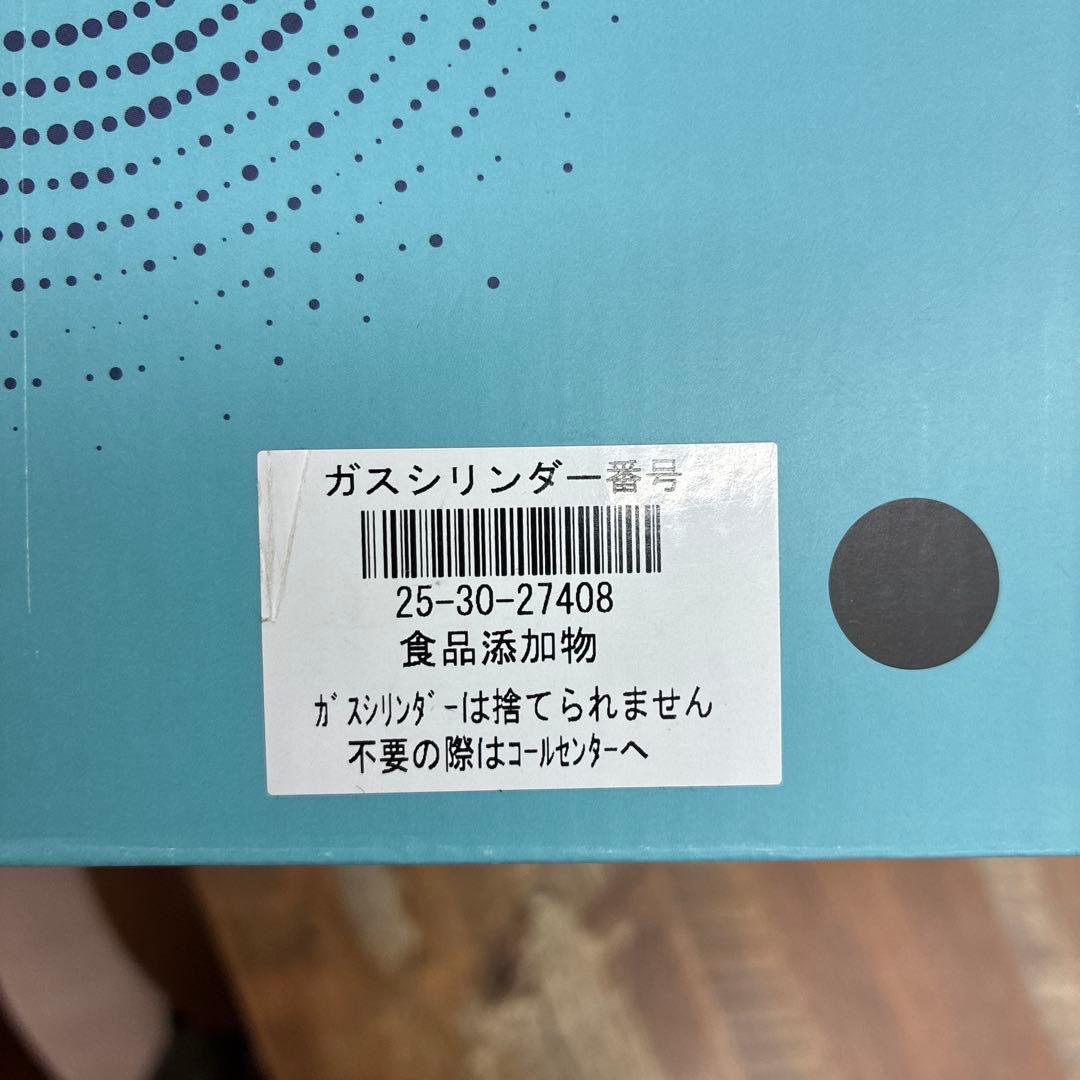 ガスシリンダー番号
25-30-27408
食品添加物
ｶﾞｽｼﾘﾝﾀﾞｰは捨てられません
不要の際はｺｰﾙｾﾝﾀｰへ